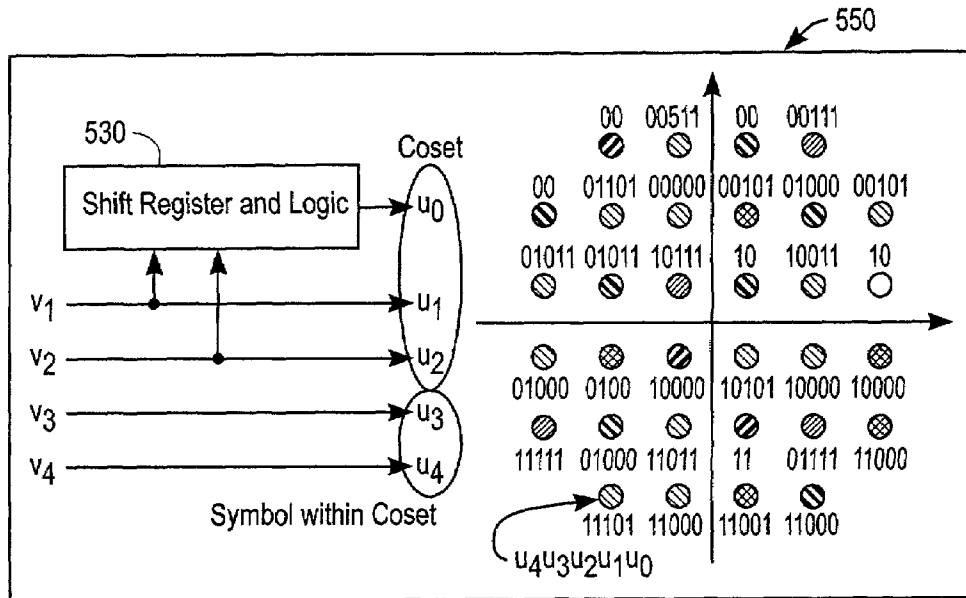 550
530
Coset
Shift Register and Logic
u0
v1
u1
v2
u2
v3
u3
v4
u4
Symbol within Coset
00 00511 00 00111
00 01101 00000 00101 01000 00101
01011 01011 10111 10 10011 10
01000 0100 10000 10101 10000 10000
11111 01000 11011 11 01111 11000
11101 11000 11001 11000
u4u3u2u1u0